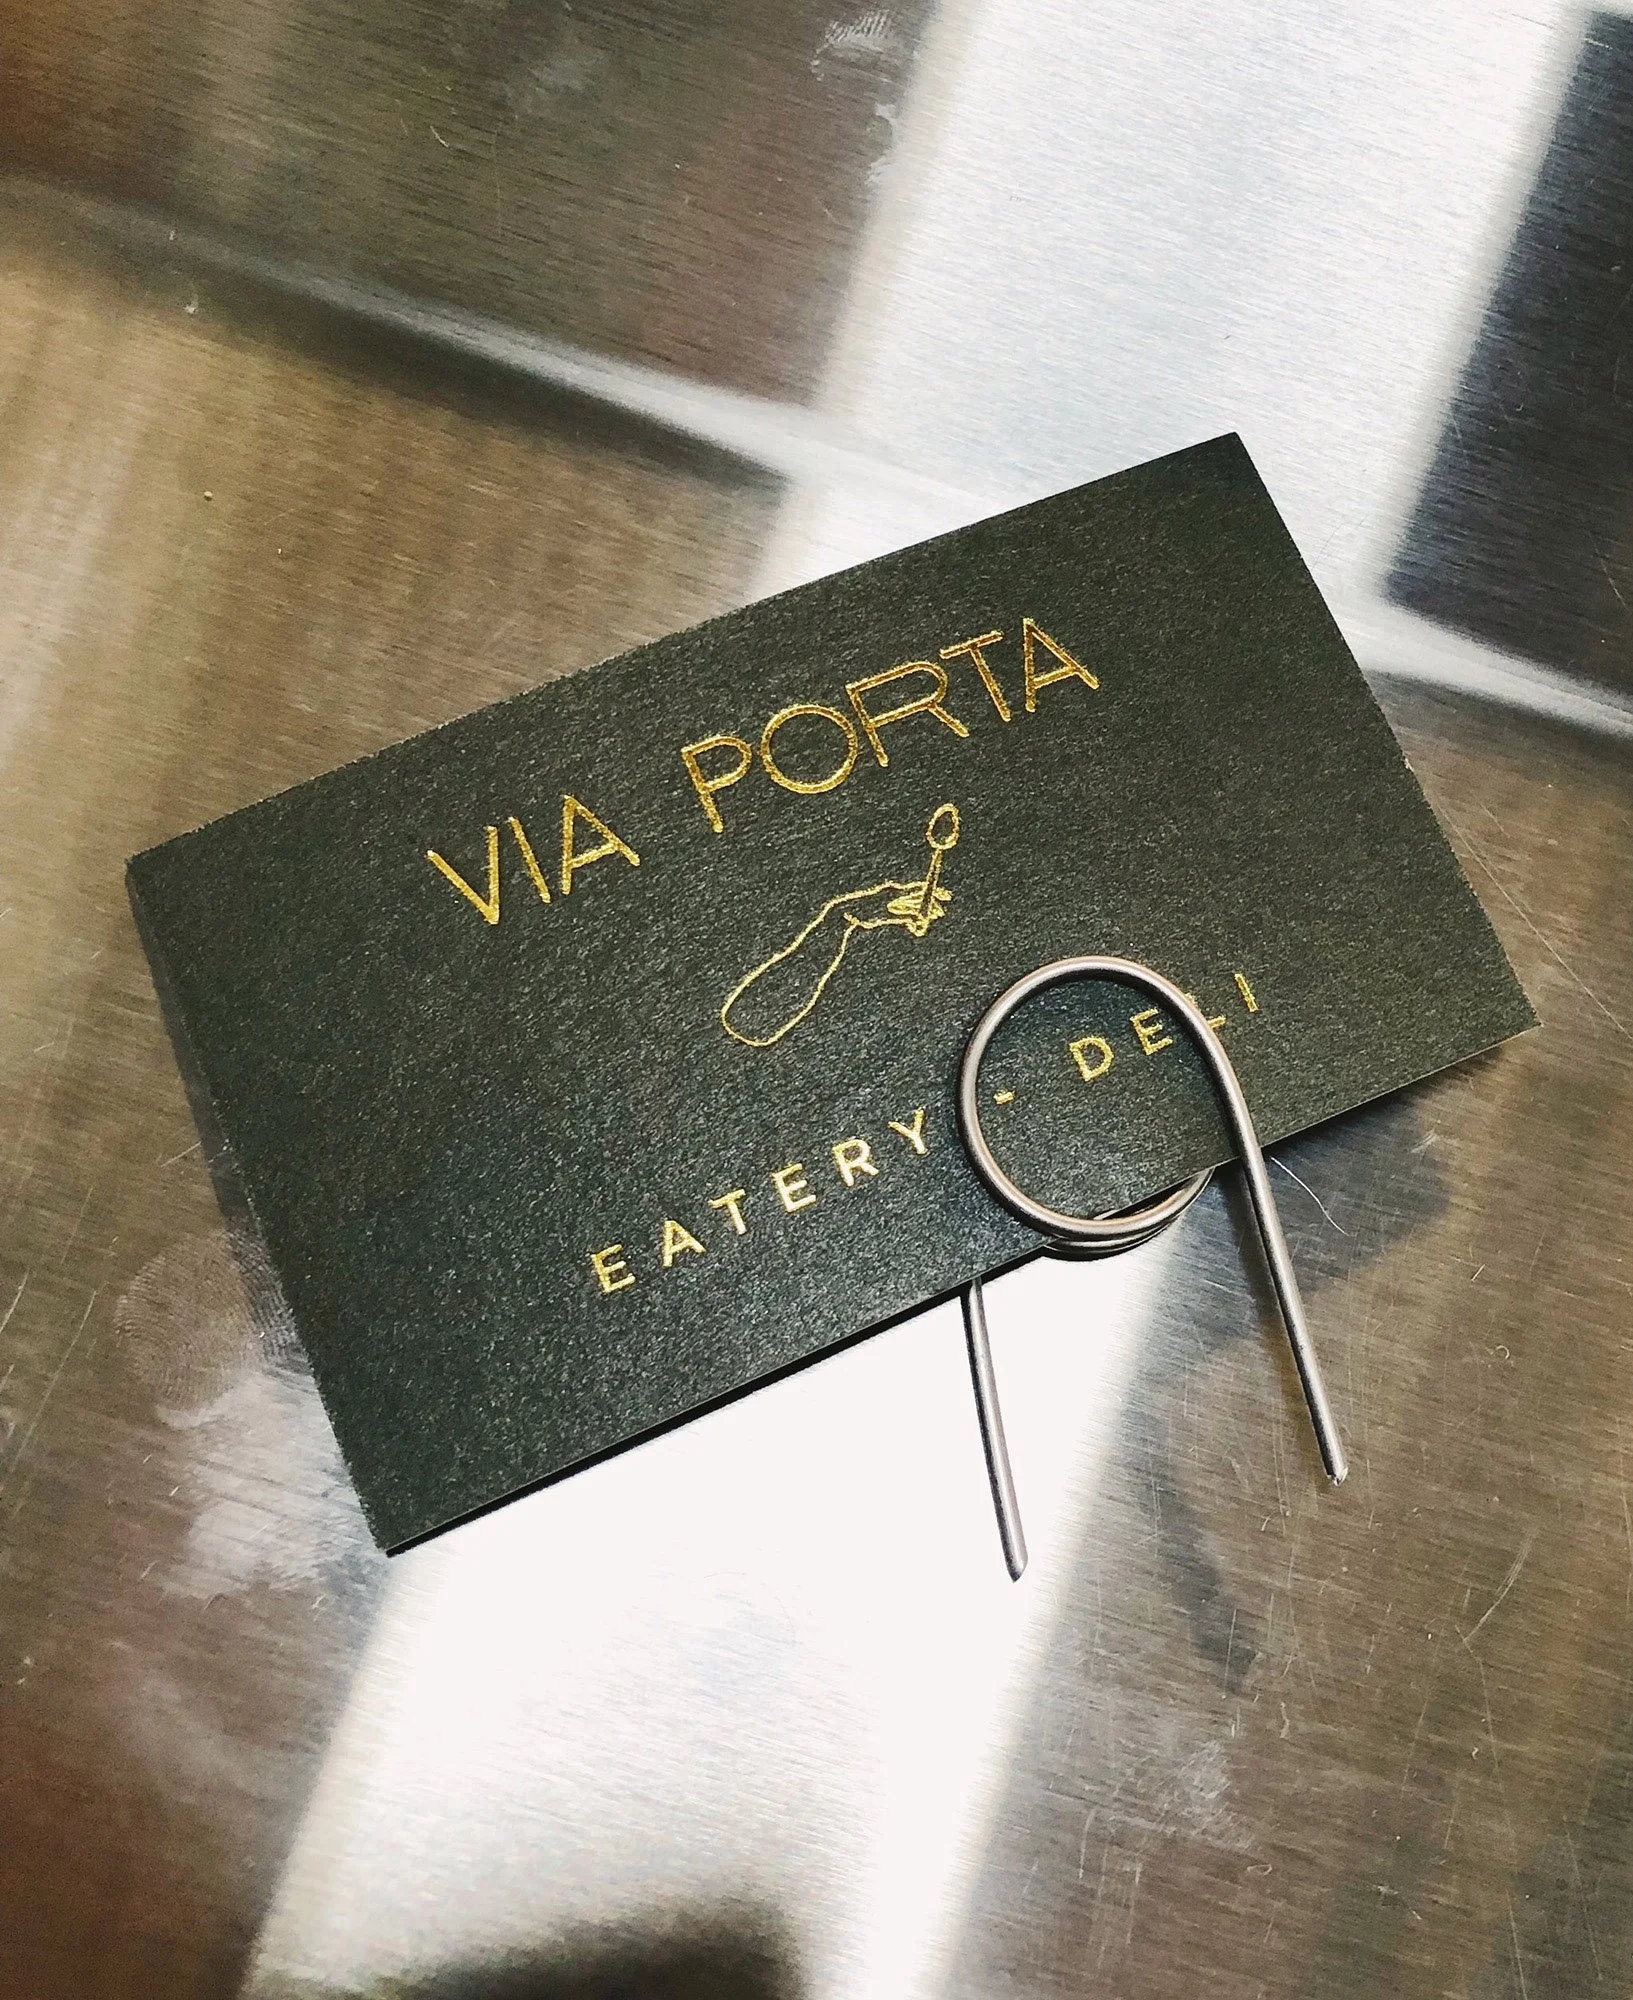 VIA PORTA
EATERY - DELI